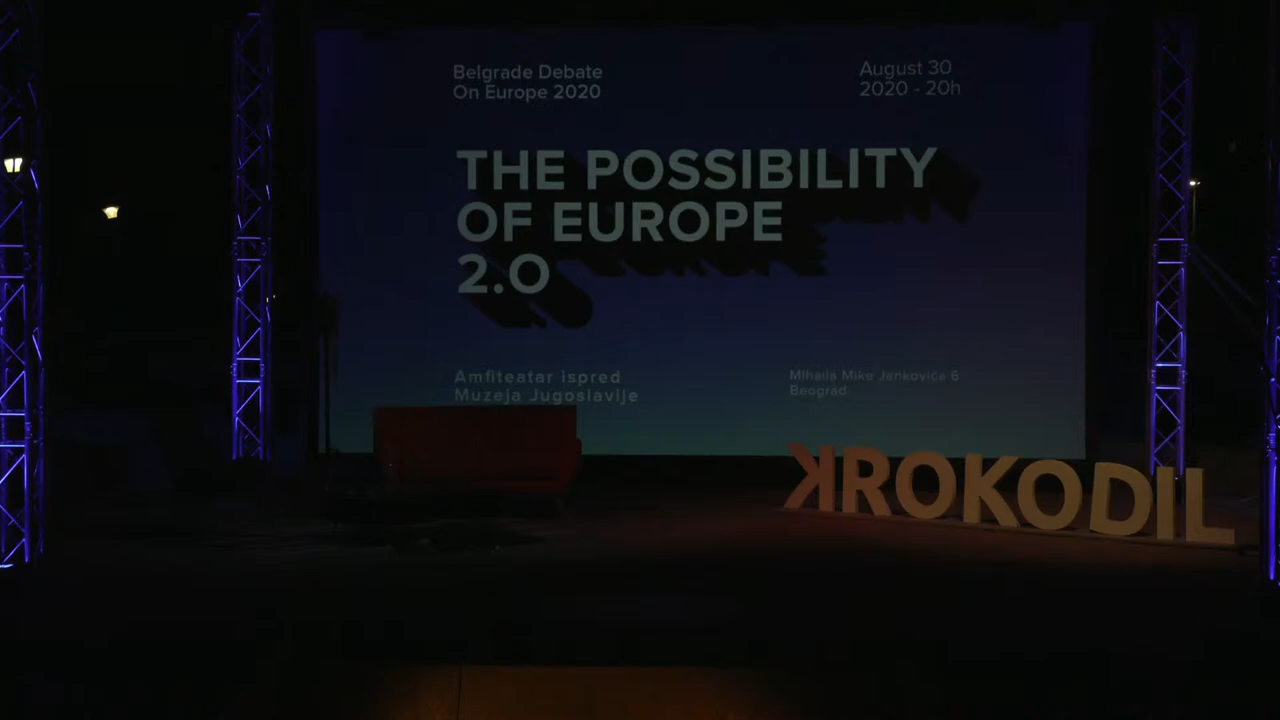 Belgrade Debate
On Europe 2020
August 30
2020 - 20h
THE POSSIBILITY
OF EUROPE
2.0
Amfiteatar ispred
Muzeja Jugoslavije
Mihaila Mike Jankovića 6
Beograd
KROKODIL